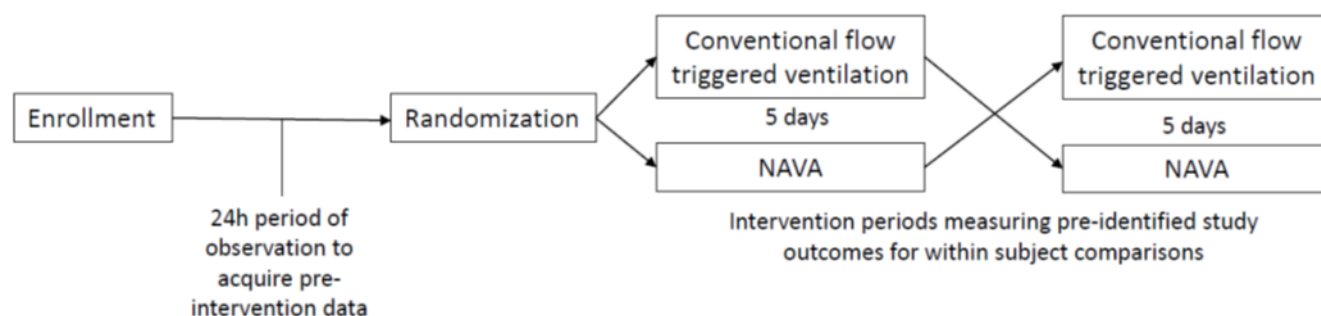 Enrollment
24h period of
observation to
acquire pre-
intervention data
Randomization
Conventional flow
triggered ventilation
5 days
NAVA
Conventional flow
triggered ventilation
5 days
NAVA
Intervention periods measuring pre-identified study
outcomes for within subject comparisons